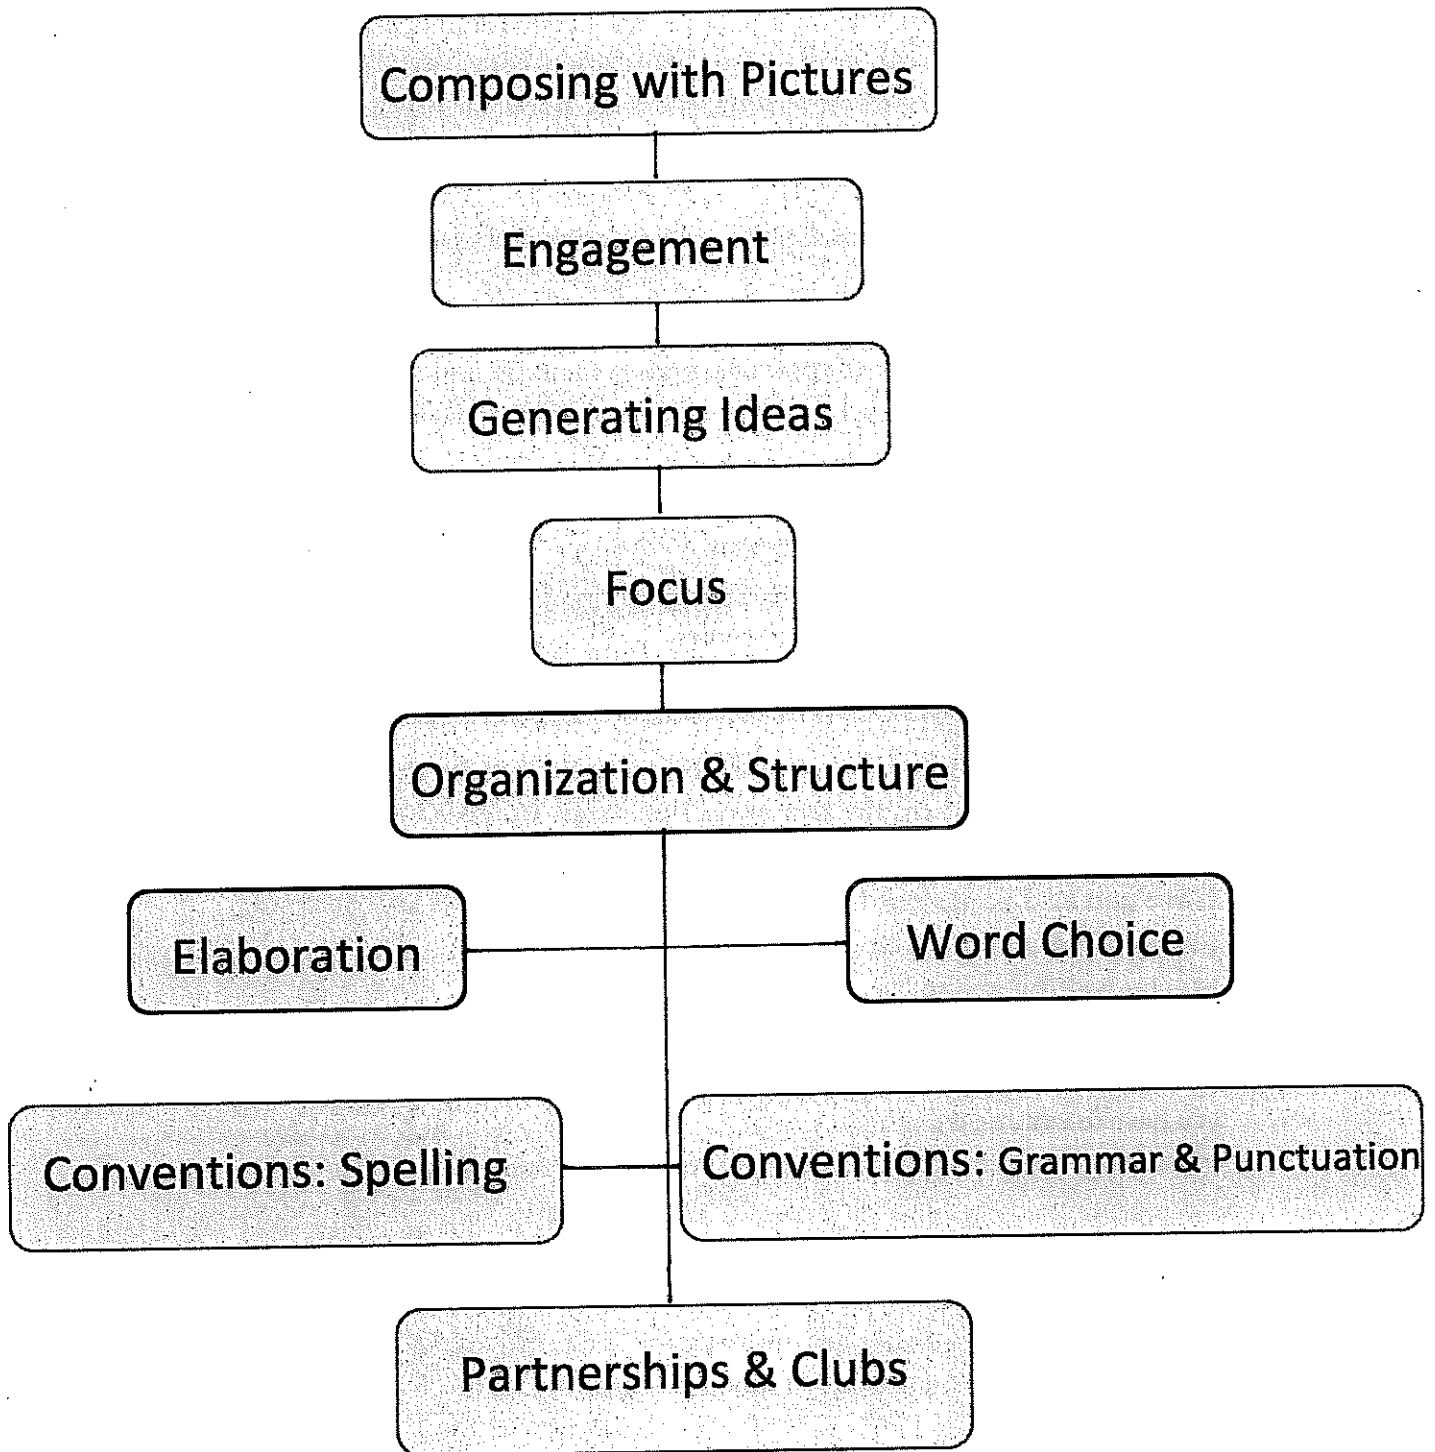 Composing with Pictures
Engagement
Generating Ideas
Focus
Organization & Structure
Elaboration
Word Choice
Conventions: Spelling
Conventions: Grammar & Punctuation
Partnerships & Clubs